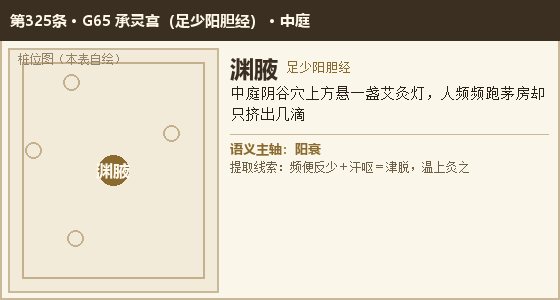 第325条·G65 承灵宫（足少阳胆经）·中庭
桩位图（本表自绘）
渊腋
渊腋 足少阳胆经
中庭阴谷穴上方悬一盏艾灸灯，人频频跑茅房却
只挤出几滴
语义主轴：阳衰
提取线索：频便反少＋汗呕＝津脱，温上灸之